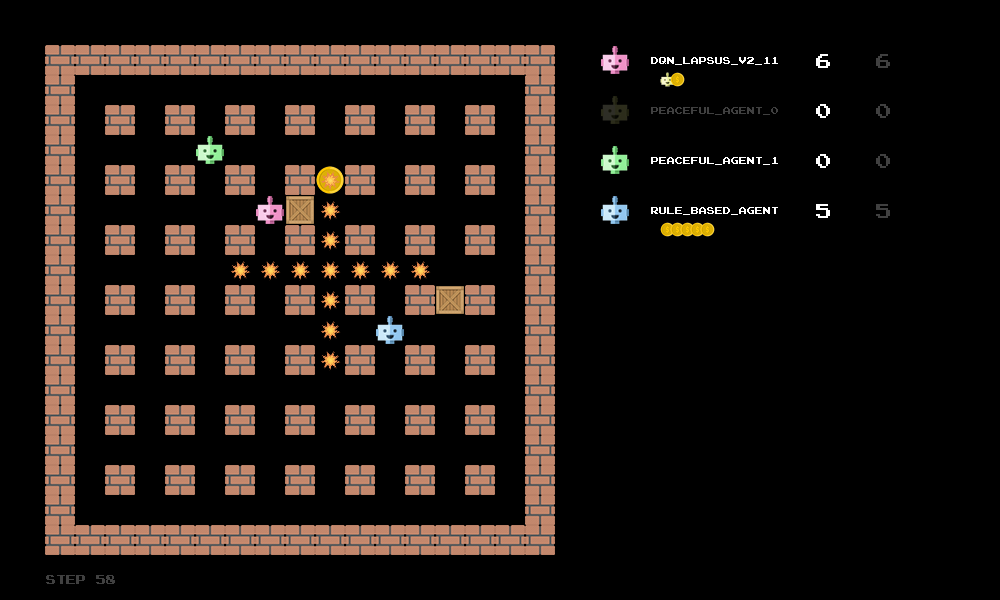 DQN_LAPSUS_V2_11 6 6
PEACEFUL_AGENT_0 0 0
PEACEFUL_AGENT_1 0 0
RULE_BASED_AGENT 5 5
STEP 58